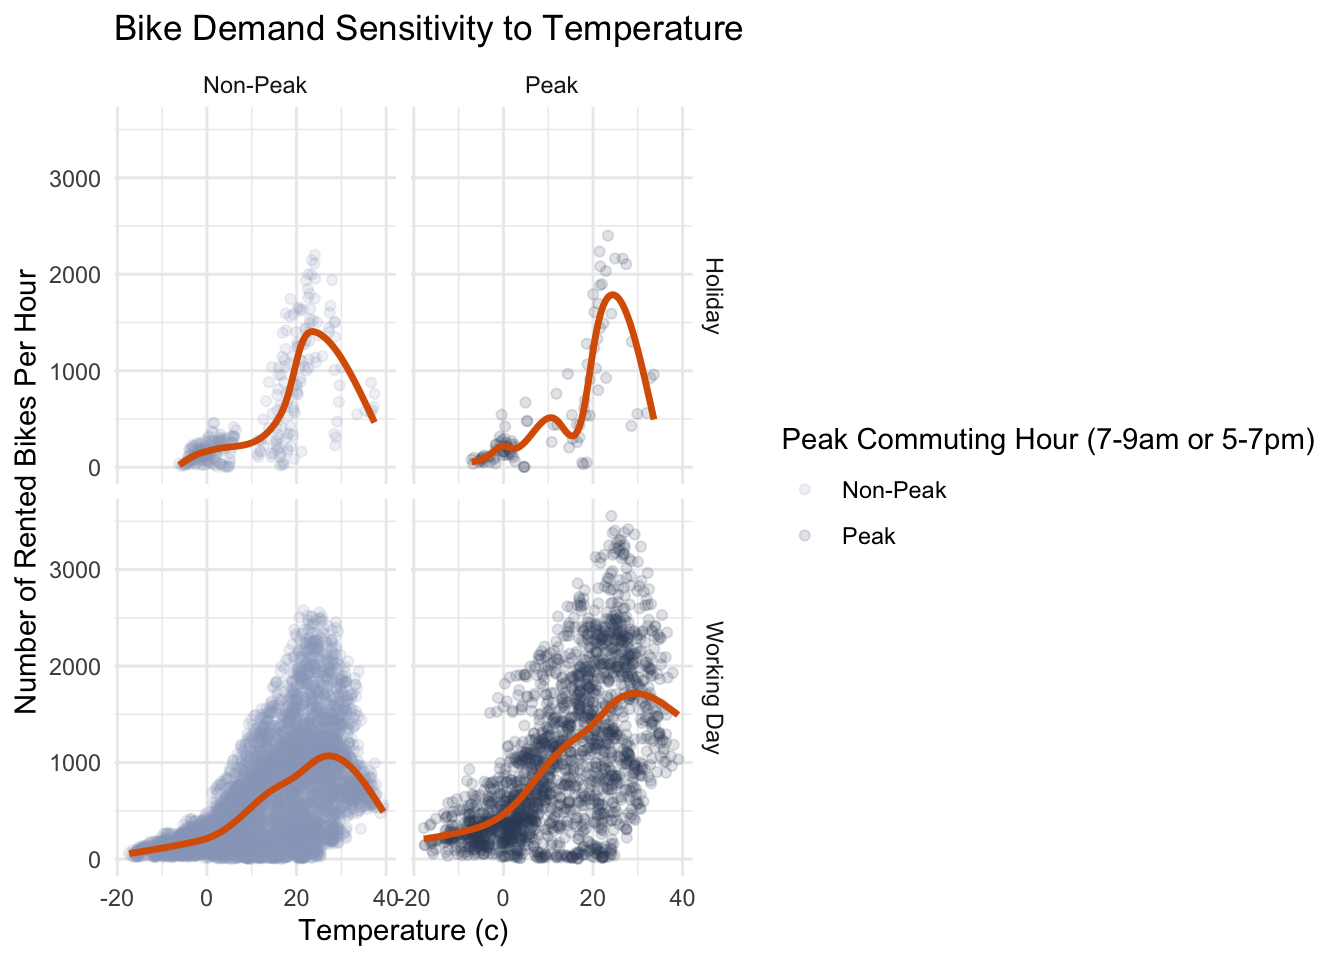 Bike Demand Sensitivity to Temperature
Non-Peak
Peak
3000
2000
1000
0
Holiday
3000
2000
1000
0
Working Day
-20
0
20
40
-20
0
20
40
Temperature (c)
Number of Rented Bikes Per Hour
Peak Commuting Hour (7-9am or 5-7pm)
Non-Peak
Peak